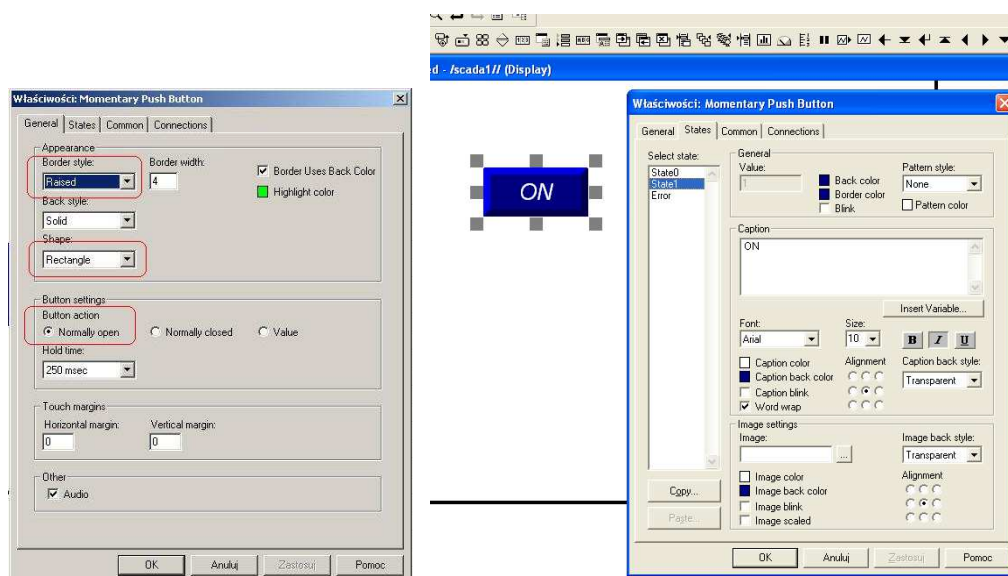 Właściwości: Momentary Push Button
General States Common Connections
Appearance
Border style: Border width:
Raised 4 Border Uses Back Color
Highlight color
Back style:
Solid
Shape:
Rectangle
Button settings
Button action
Normally open Normally closed Value
Hold time:
250 msec
Touch margins
Horizontal margin: Vertical margin:
0 0
Other
Audio
OK Anuluj Zastosuj Pomoc
ed - /scada1// (Display)
ON
Właściwości: Momentary Push Button
General States Common Connections
Select state:
State0
State1
Error
Copy...
Paste...
General
Value: Pattern style:
1 Back color None
Border color
Blink Pattern color
Caption
ON
Insert Variable...
Font: Size:
Arial 10 B I U
Caption color Alignment Caption back style:
Caption back color Transparent
Caption blink
Word wrap
Image settings
Image: Image back style:
... Transparent
Image color Alignment
Image back color
Image blink
Image scaled
OK Anuluj Zastosuj Pomoc